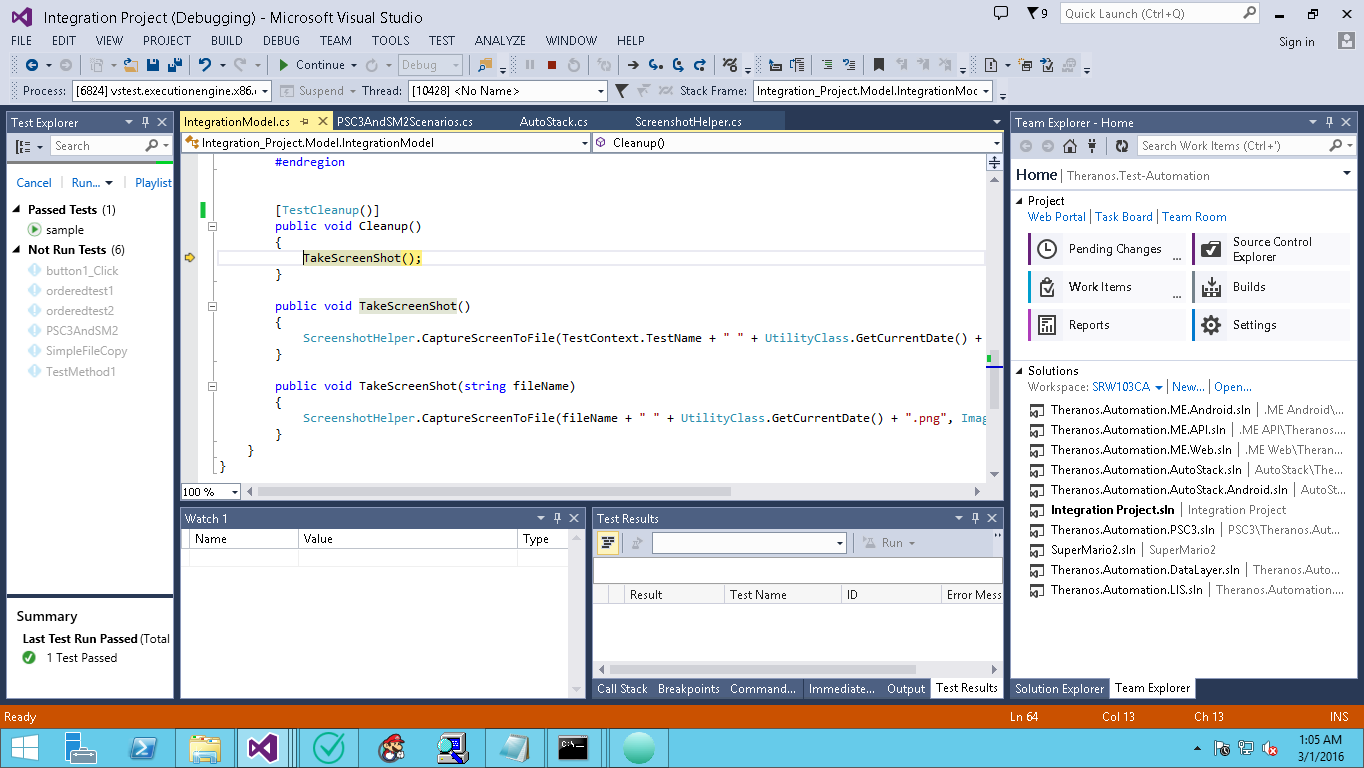 Integration Project (Debugging) - Microsoft Visual Studio
9
Quick Launch (Ctrl+Q)
FILE EDIT VIEW PROJECT BUILD DEBUG TEAM TOOLS TEST ANALYZE WINDOW HELP
Sign in
Continue
Debug
Process: [6824] vstest.executionengine.x86.c
Suspend
Thread: [10428] <No Name>
Stack Frame: Integration_Project.Model.IntegrationMoc
Test Explorer
Search
Cancel Run... Playlist
Passed Tests (1)
sample
Not Run Tests (6)
button1_Click
orderedtest1
orderedtest2
PSC3AndSM2
SimpleFileCopy
TestMethod1
Summary
Last Test Run Passed (Total
1 Test Passed
IntegrationModel.cs PSC3AndSM2Scenarios.cs AutoStack.cs ScreenshotHelper.cs
Integration_Project.Model.IntegrationModel
Cleanup()
#endregion
[TestCleanup()]
public void Cleanup()
{
TakeScreenShot();
}
public void TakeScreenShot()
{
ScreenshotHelper.CaptureScreenToFile(TestContext.TestName + " " + UtilityClass.GetCurrentDate() +
}
public void TakeScreenShot(string fileName)
{
ScreenshotHelper.CaptureScreenToFile(fileName + " " + UtilityClass.GetCurrentDate() + ".png", Imag
}
}
}
100 %
Watch 1
Name Value Type
Test Results
Run
Result Test Name ID Error Mess
Call Stack Breakpoints Command... Immediate... Output Test Results
Team Explorer - Home
Search Work Items (Ctrl+')
Home | Theranos.Test-Automation
Project
Web Portal | Task Board | Team Room
Pending Changes ...
Source Control Explorer
Work Items ...
Builds
Reports
Settings
Solutions
Workspace: SRW103CA | New... | Open...
Theranos.Automation.ME.Android.sln | .ME Android\...
Theranos.Automation.ME.API.sln | .ME API\Theranos....
Theranos.Automation.ME.Web.sln | .ME Web\Theran...
Theranos.Automation.AutoStack.sln | AutoStack\The...
Theranos.Automation.AutoStack.Android.sln | AutoSt...
Integration Project.sln | Integration Project
Theranos.Automation.PSC3.sln | PSC3\Theranos.Aut...
SuperMario2.sln | SuperMario2
Theranos.Automation.DataLayer.sln | Theranos.Auto...
Theranos.Automation.LIS.sln | Theranos.Automation....
Solution Explorer Team Explorer
Ready
Ln 64 Col 13 Ch 13 INS
C:\
1:05 AM
3/1/2016